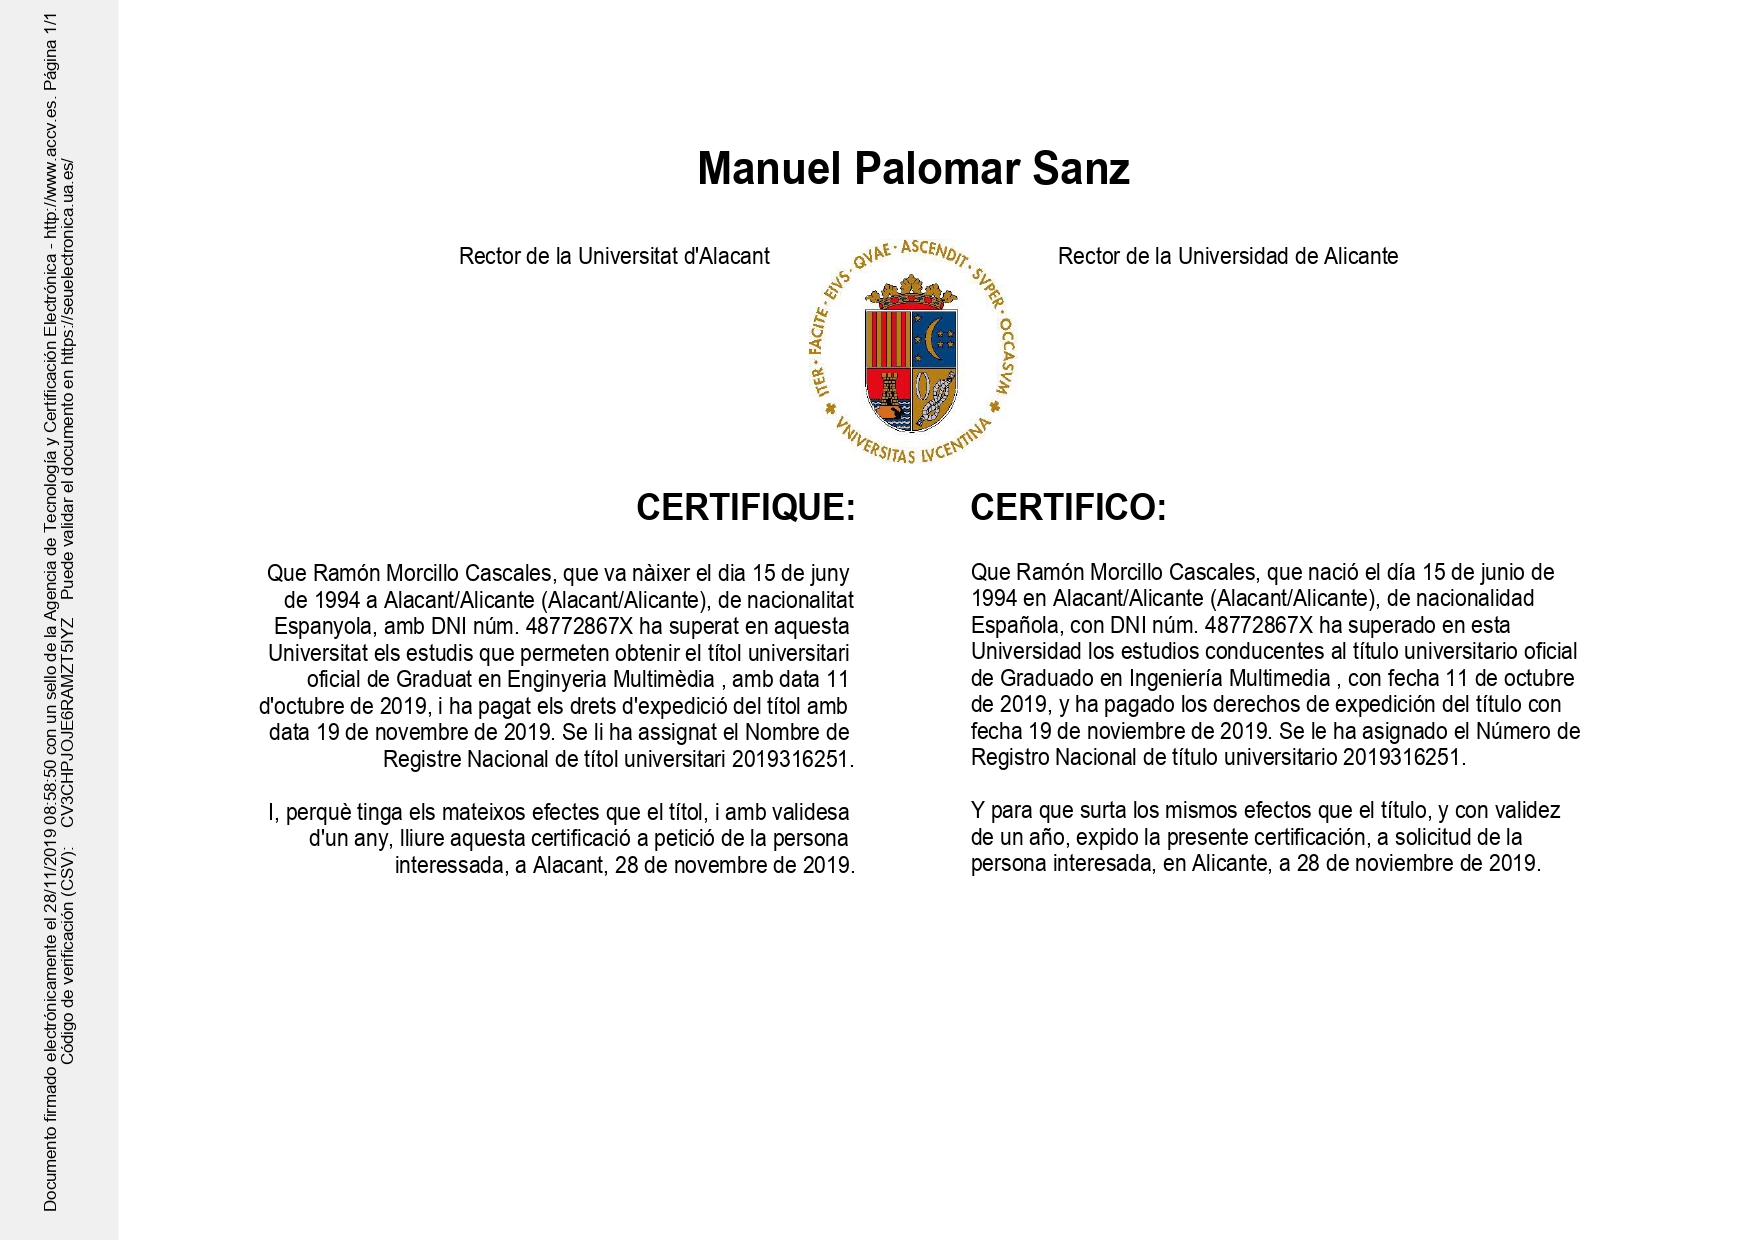 Documento firmado electrónicamente el 28/11/2019 08:58:50 con un sello de la Agencia de Tecnología y Certificación Electrónica - http://www.accv.es. Página 1/1
Código de verificación (CSV): CV3CHPJOJE6RAMZT5IYZ Puede validar el documento en https://seuelectronica.ua.es/
Manuel Palomar Sanz
Rector de la Universitat d'Alacant
Rector de la Universidad de Alicante
ITER · FACITE · EIVS · QVAE · ASCENDIT · SVPER · OCCASVM
VNIVERSITAS LVCENTINA
CERTIFIQUE:
Que Ramón Morcillo Cascales, que va nàixer el dia 15 de juny
de 1994 a Alacant/Alicante (Alacant/Alicante), de nacionalitat
Espanyola, amb DNI núm. 48772867X ha superat en aquesta
Universitat els estudis que permeten obtenir el títol universitari
oficial de Graduat en Enginyeria Multimèdia , amb data 11
d'octubre de 2019, i ha pagat els drets d'expedició del títol amb
data 19 de novembre de 2019. Se li ha assignat el Nombre de
Registre Nacional de títol universitari 2019316251.
I, perquè tinga els mateixos efectes que el títol, i amb validesa
d'un any, lliure aquesta certificació a petició de la persona
interessada, a Alacant, 28 de novembre de 2019.
CERTIFICO:
Que Ramón Morcillo Cascales, que nació el día 15 de junio de
1994 en Alacant/Alicante (Alacant/Alicante), de nacionalidad
Española, con DNI núm. 48772867X ha superado en esta
Universidad los estudios conducentes al título universitario oficial
de Graduado en Ingeniería Multimedia , con fecha 11 de octubre
de 2019, y ha pagado los derechos de expedición del título con
fecha 19 de noviembre de 2019. Se le ha asignado el Número de
Registro Nacional de título universitario 2019316251.
Y para que surta los mismos efectos que el título, y con validez
de un año, expido la presente certificación, a solicitud de la
persona interesada, en Alicante, a 28 de noviembre de 2019.